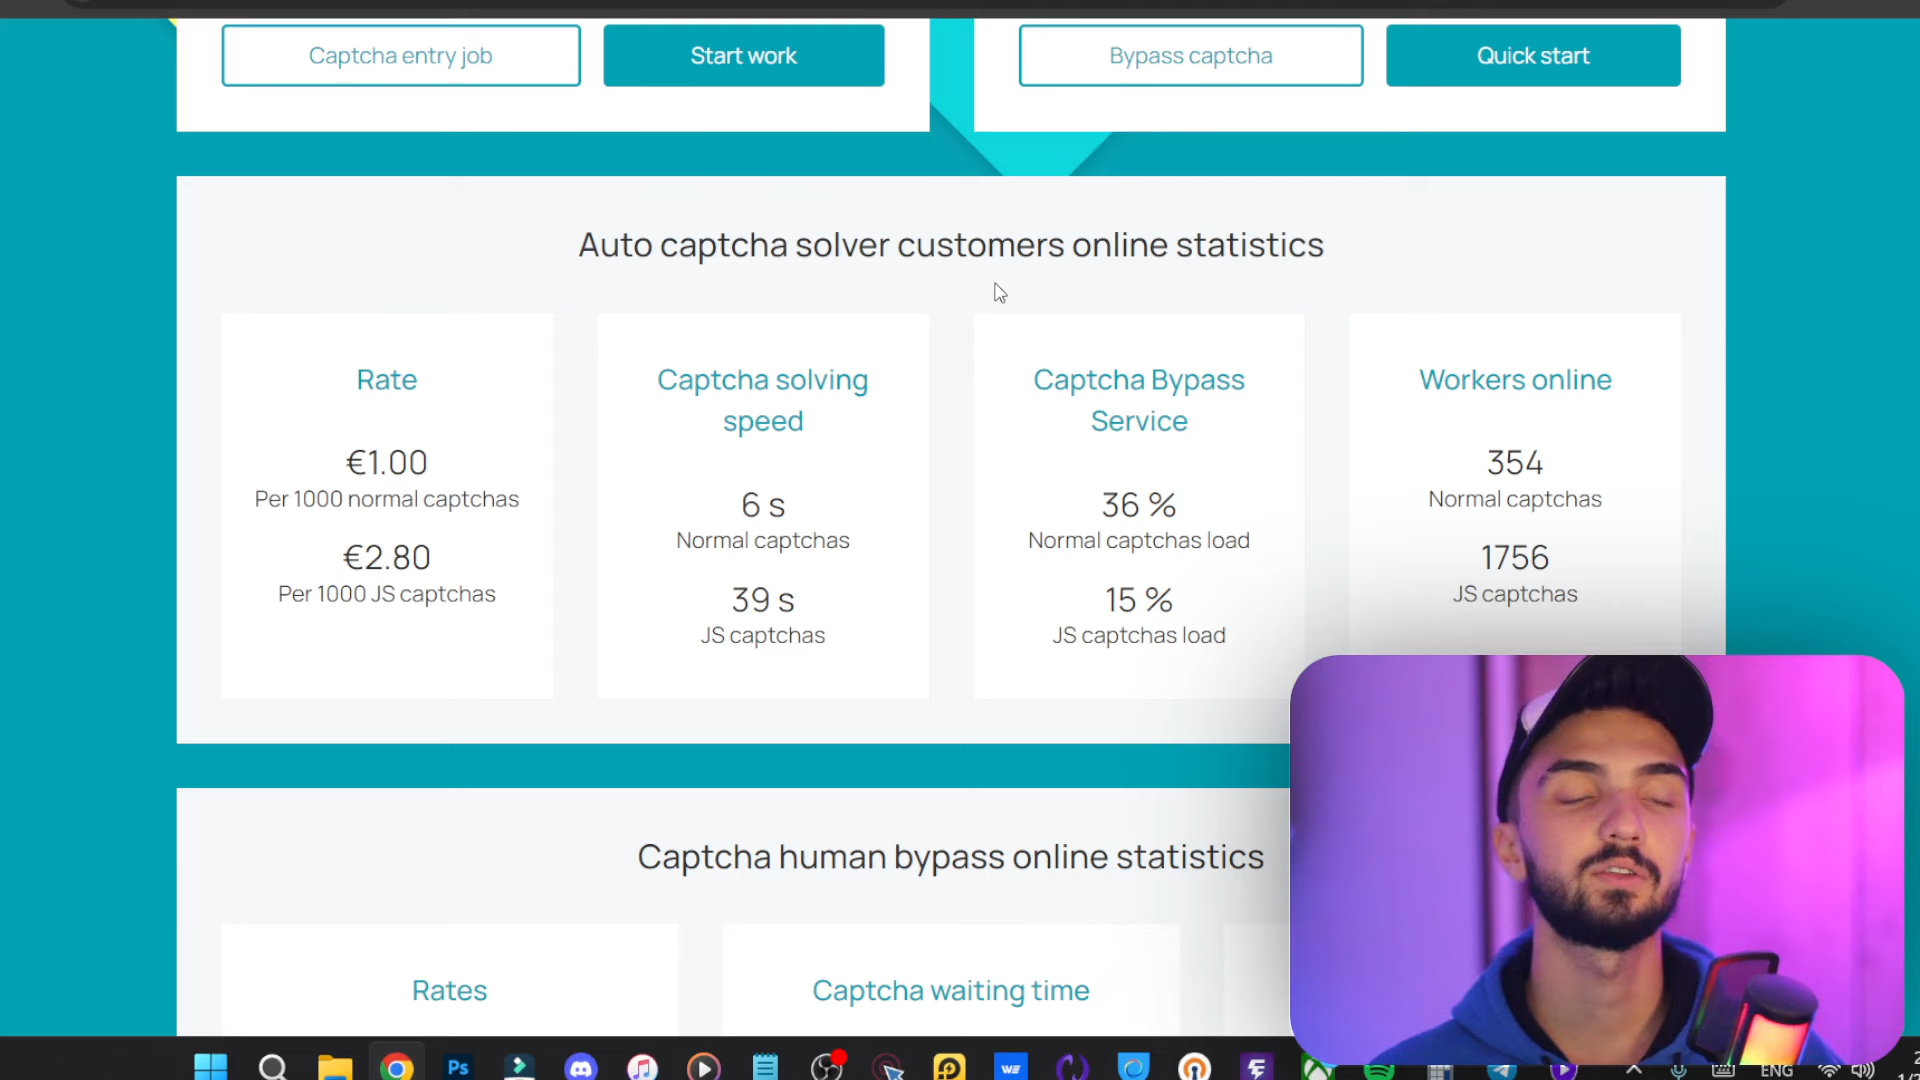 Captcha entry job
Start work
Bypass captcha
Quick start
Auto captcha solver customers online statistics
Rate
€1.00
Per 1000 normal captchas
€2.80
Per 1000 JS captchas
Captcha solving
speed
6 s
Normal captchas
39 s
JS captchas
Captcha Bypass
Service
36 %
Normal captchas load
15 %
JS captchas load
Workers online
354
Normal captchas
1756
JS captchas
Captcha human bypass online statistics
Rates
Captcha waiting time
Ps
WE
ENG